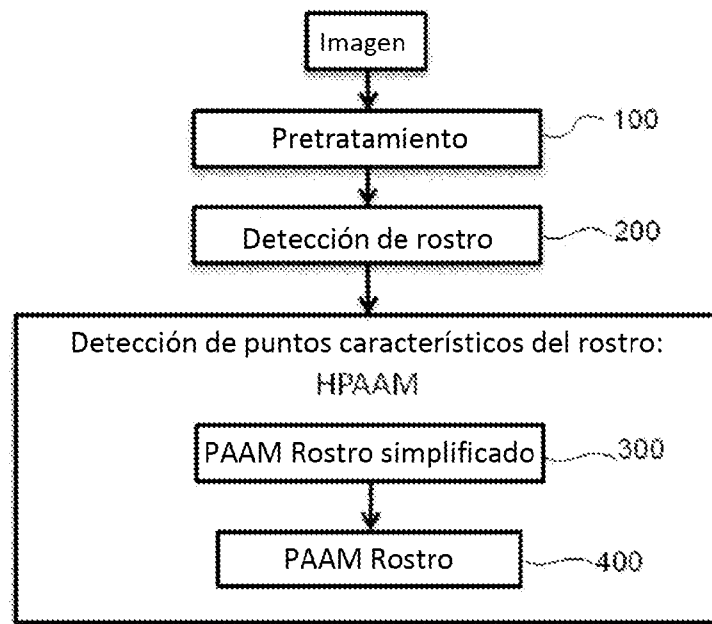 Imagen
Pretratamiento
100
Detección de rostro
200
Detección de puntos característicos del rostro:
HPAAM
PAAM Rostro simplificado
300
PAAM Rostro
400